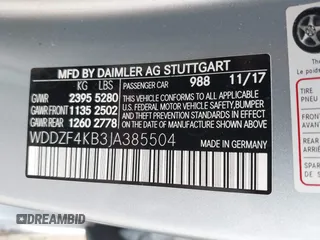 MFD BY DAIMLER AG STUTTGART
KG LBS PASSENGER CAR 988 11/17
GVWR 2395 5280
GAWR FRONT 1135 2502
GAWR REAR 1260 2778
THIS VEHICLE CONFORMS TO ALL APPLICABLE
U.S. FEDERAL MOTOR VEHICLE SAFETY, BUMPER
AND THEFT PREVENTION STANDARDS IN EFFECT
ON THE DATE OF MANUFACTURE SHOWN ABOVE.
WDDZF4KB3JA385504
MADE IN GERMANY
TIRE
PNEU
DREAMBID